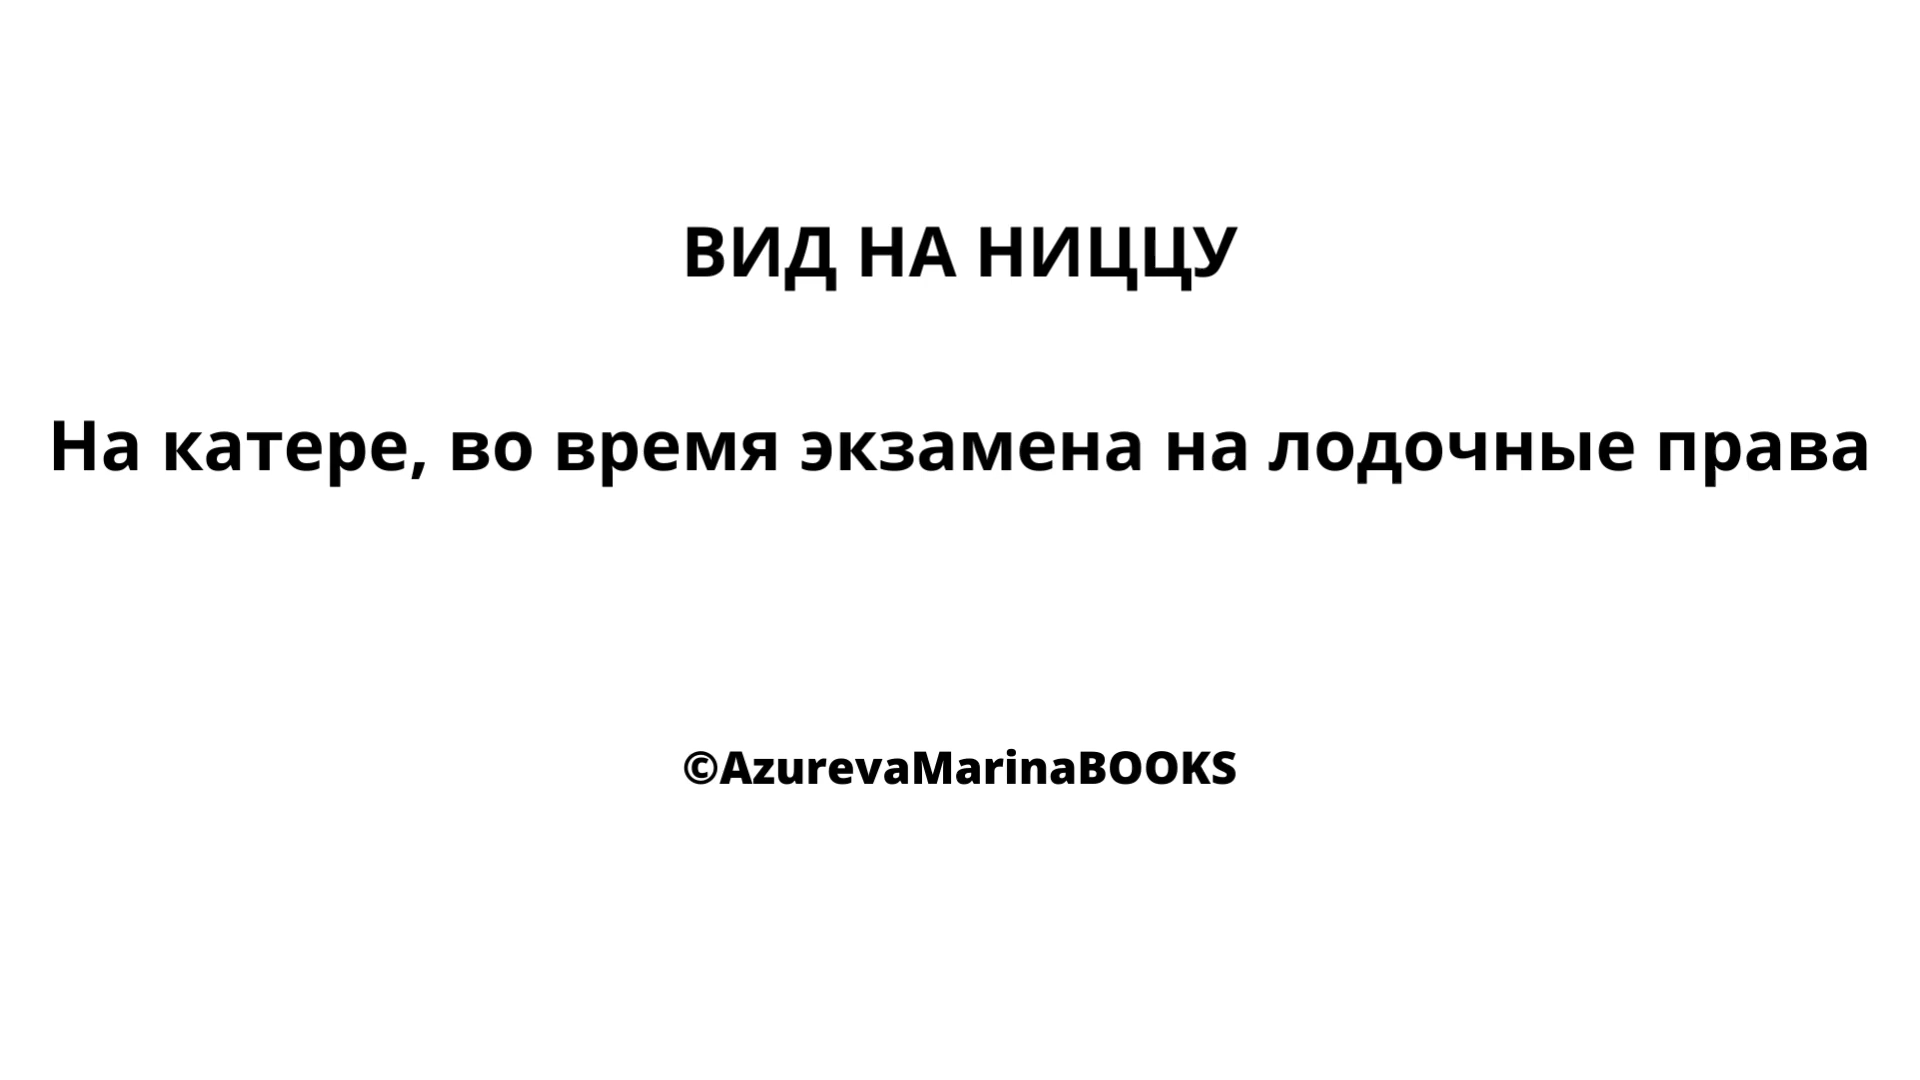 ВИД НА НИЦЦУ
На катере, во время экзамена на лодочные права
©AzurevaMarinaBOOKS